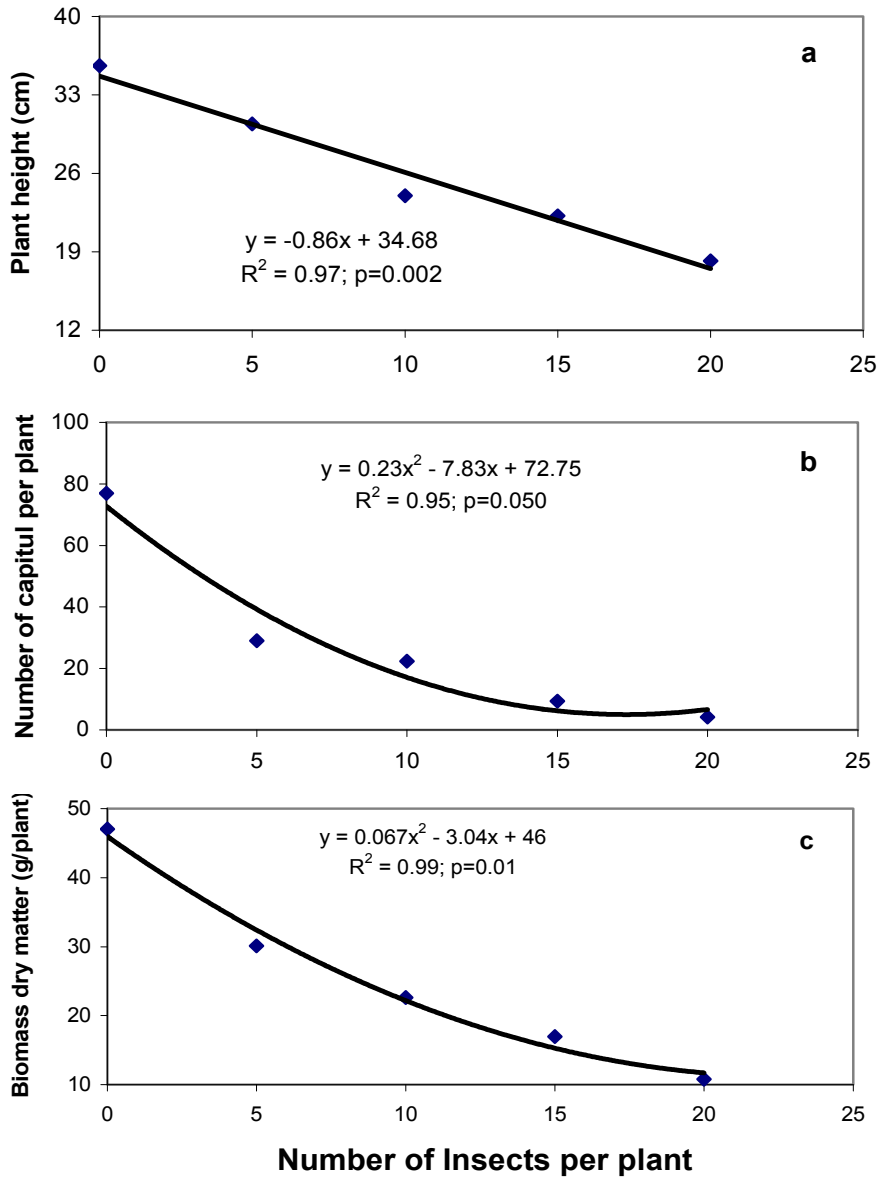 40
33
26
19
12
Plant height (cm)
a
y = -0.86x + 34.68
R² = 0.97; p=0.002
0 5 10 15 20 25
100
80
60
40
20
0
Number of capitul per plant
b
y = 0.23x² - 7.83x + 72.75
R² = 0.95; p=0.050
0 5 10 15 20 25
50
40
30
20
10
Biomass dry matter (g/plant)
c
y = 0.067x² - 3.04x + 46
R² = 0.99; p=0.01
0 5 10 15 20 25
Number of Insects per plant